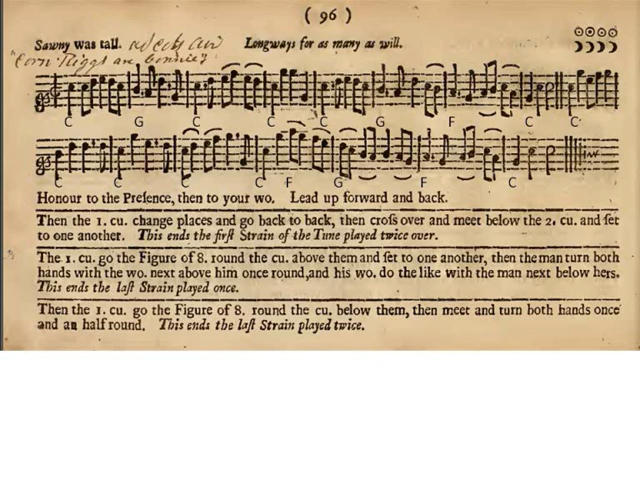 ( 96 )
Sawny was tall. Longways for as many as will.
"Corn Riggs are bonnie"
C G C C C G F C C
C G C C F G F C
Honour to the Preſence, then to your wo. Lead up forward and back.
Then the 1. cu. change places and go back to back, then croſs over and meet below the 2. cu. and ſet
to one another. This ends the firſt Strain of the Tune played twice over.
The 1. cu. go the Figure of 8. round the cu. above them and ſet to one another, then the man turn both
hands with the wo. next above him once round, and his wo. do the like with the man next below hers.
This ends the laſt Strain played once.
Then the 1. cu. go the Figure of 8. round the cu. below them, then meet and turn both hands once
and an half round. This ends the laſt Strain played twice.